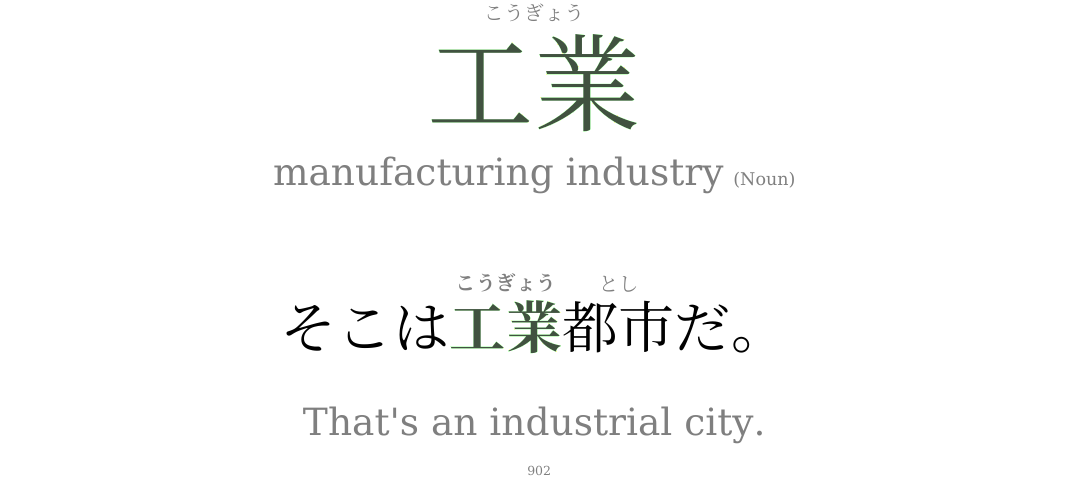 こうぎょう
工業
manufacturing industry (Noun)
こうぎょう とし
そこは工業都市だ。
That's an industrial city.
902